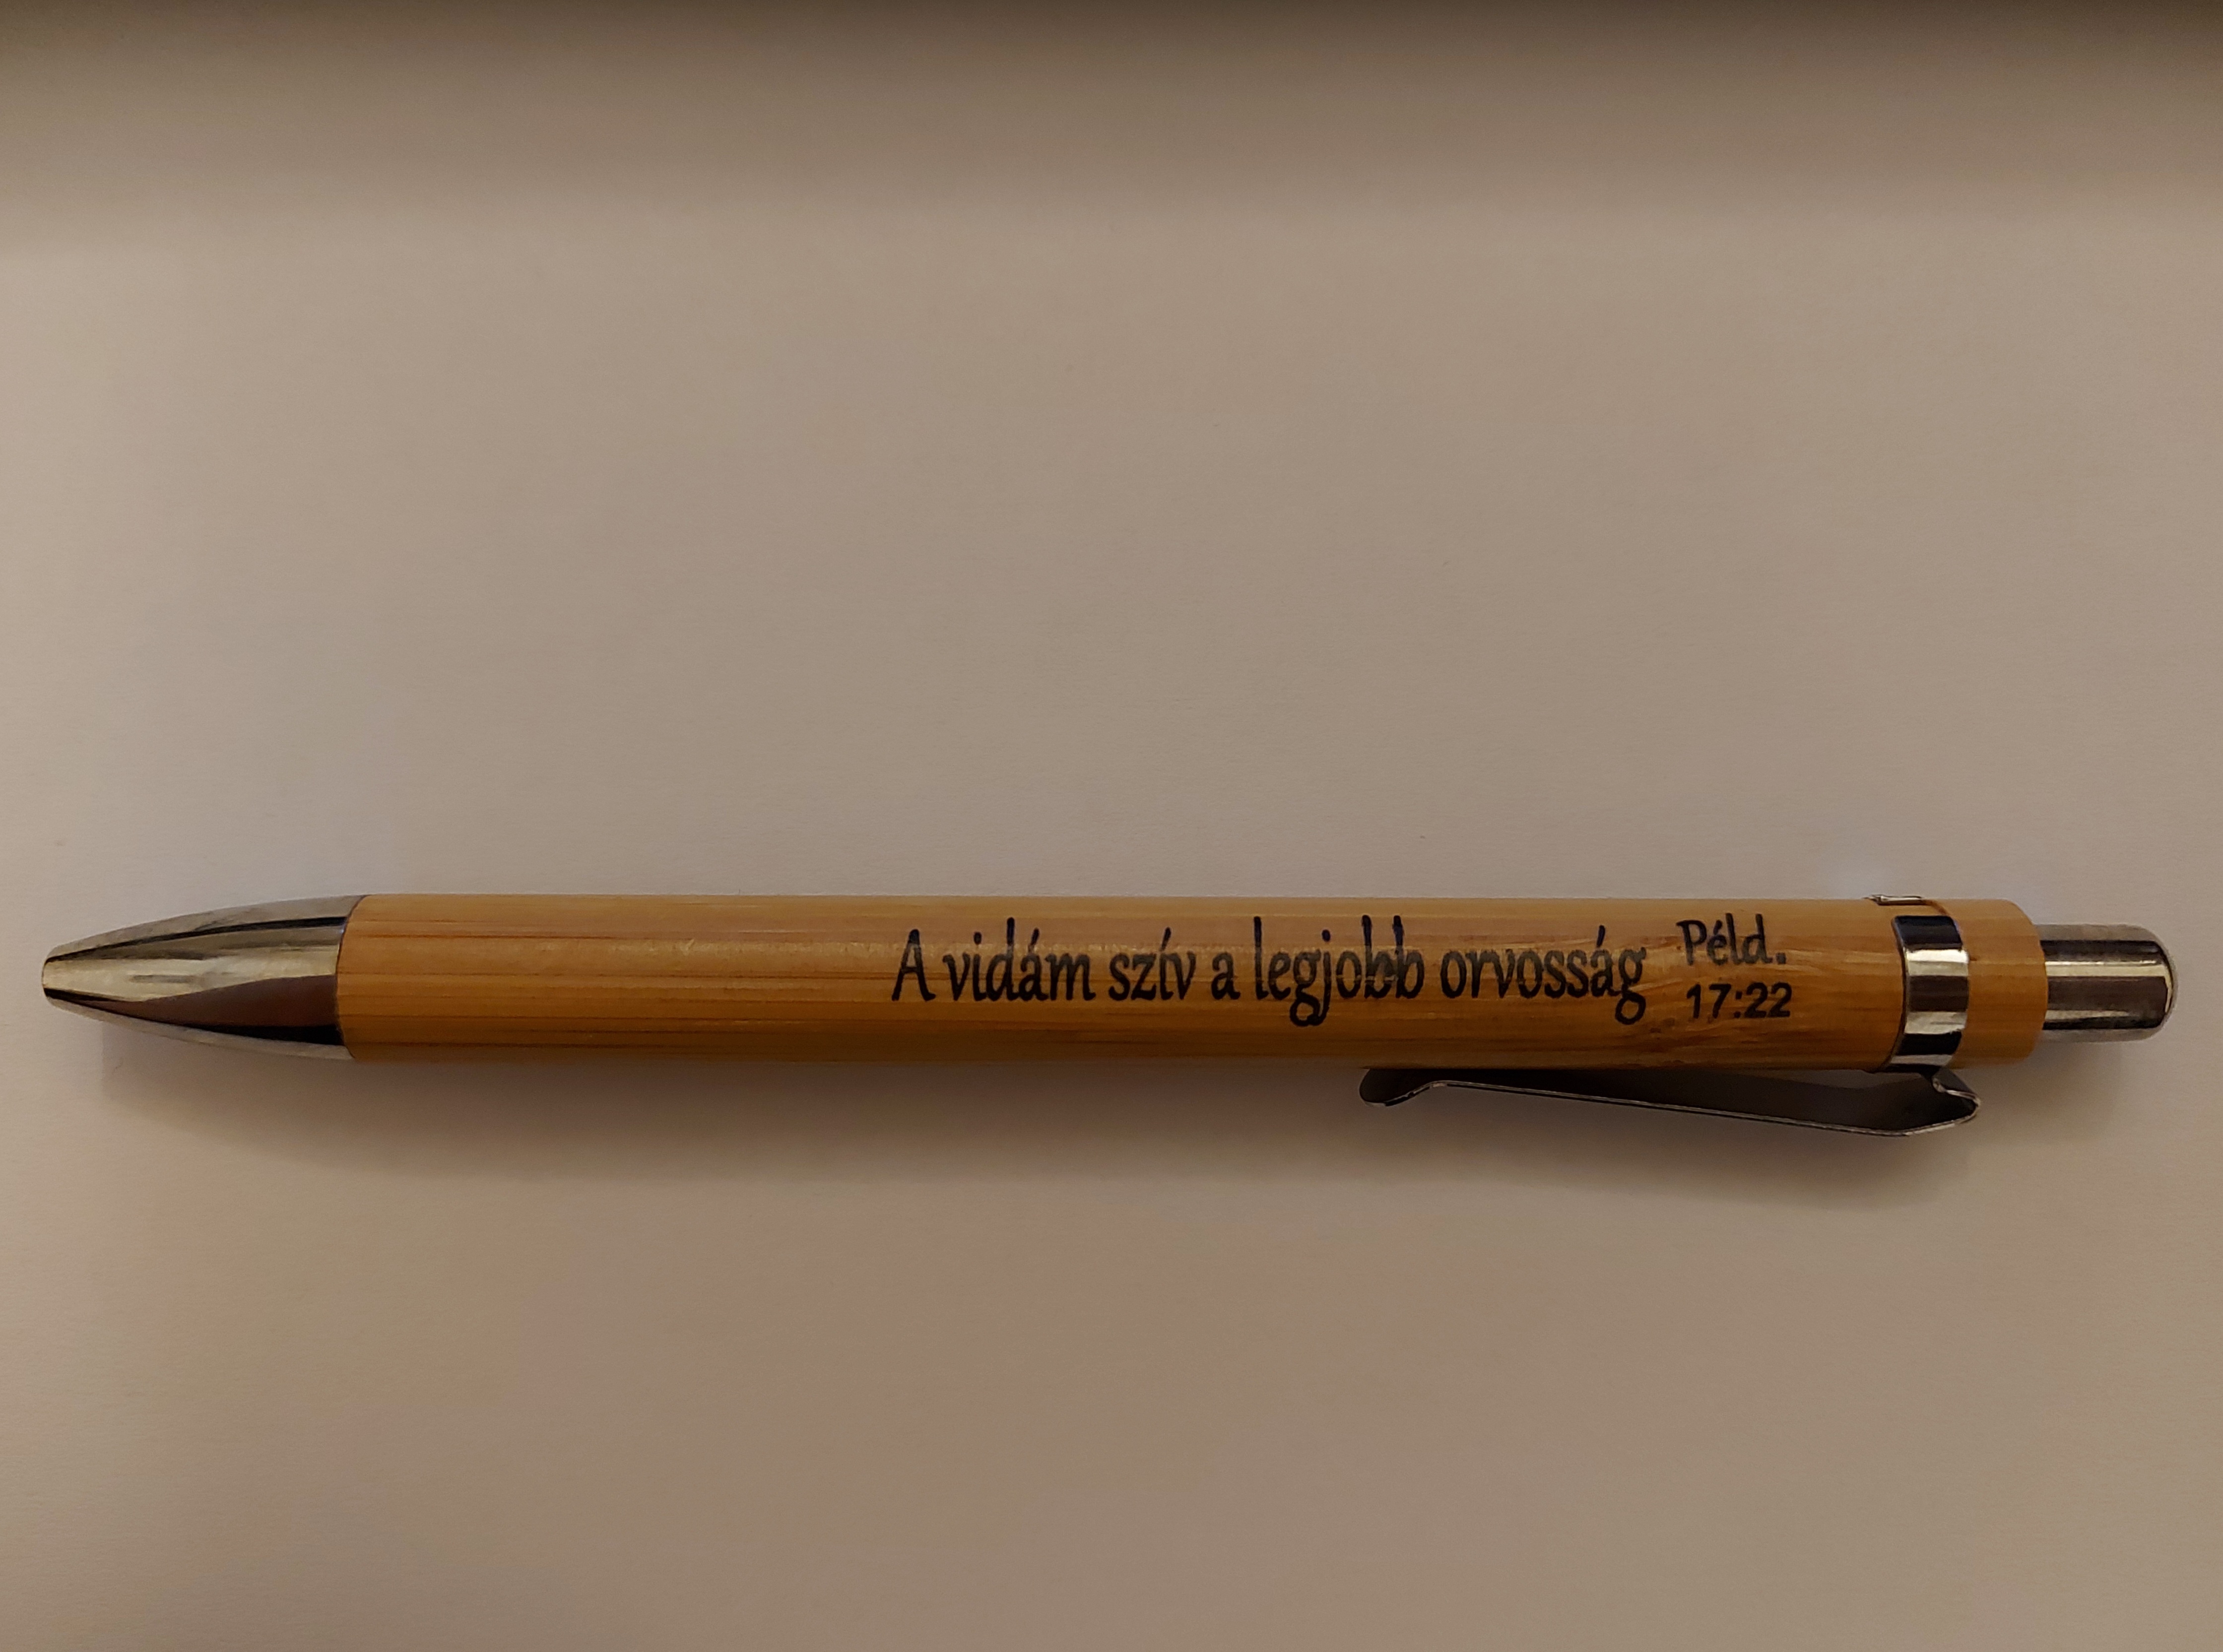 A vidám szív a legjobb orvosság
Péld.
17:22